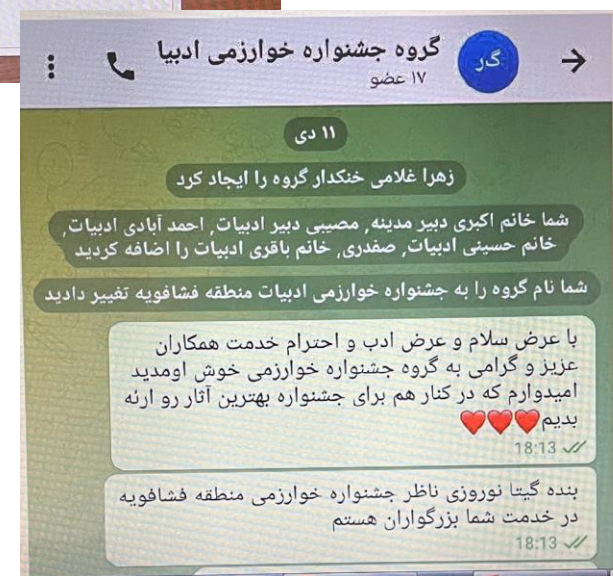 گروه جشنواره خوارزمی ادبیا
۱۷ عضو
گر
۱۱ دی
زهرا غلامی خنکدار گروه را ایجاد کرد
شما خانم اکبری دبیر مدینه, مصیبی دبیر ادبیات, احمد آبادی ادبیات,
خانم حسینی ادبیات, صفدری, خانم باقری ادبیات را اضافه کردید
شما نام گروه را به جشنواره خوارزمی ادبیات منطقه فشافویه تغییر دادید
با عرض سلام و عرض ادب و احترام خدمت همکاران
عزیز و گرامی به گروه جشنواره خوارزمی خوش اومدید
امیدوارم که در کنار هم برای جشنواره بهترین آثار رو ارئه
بدیم❤️❤️❤️
18:13
بنده گیتا نوروزی ناظر جشنواره خوارزمی منطقه فشافویه
در خدمت شما بزرگواران هستم
18:13